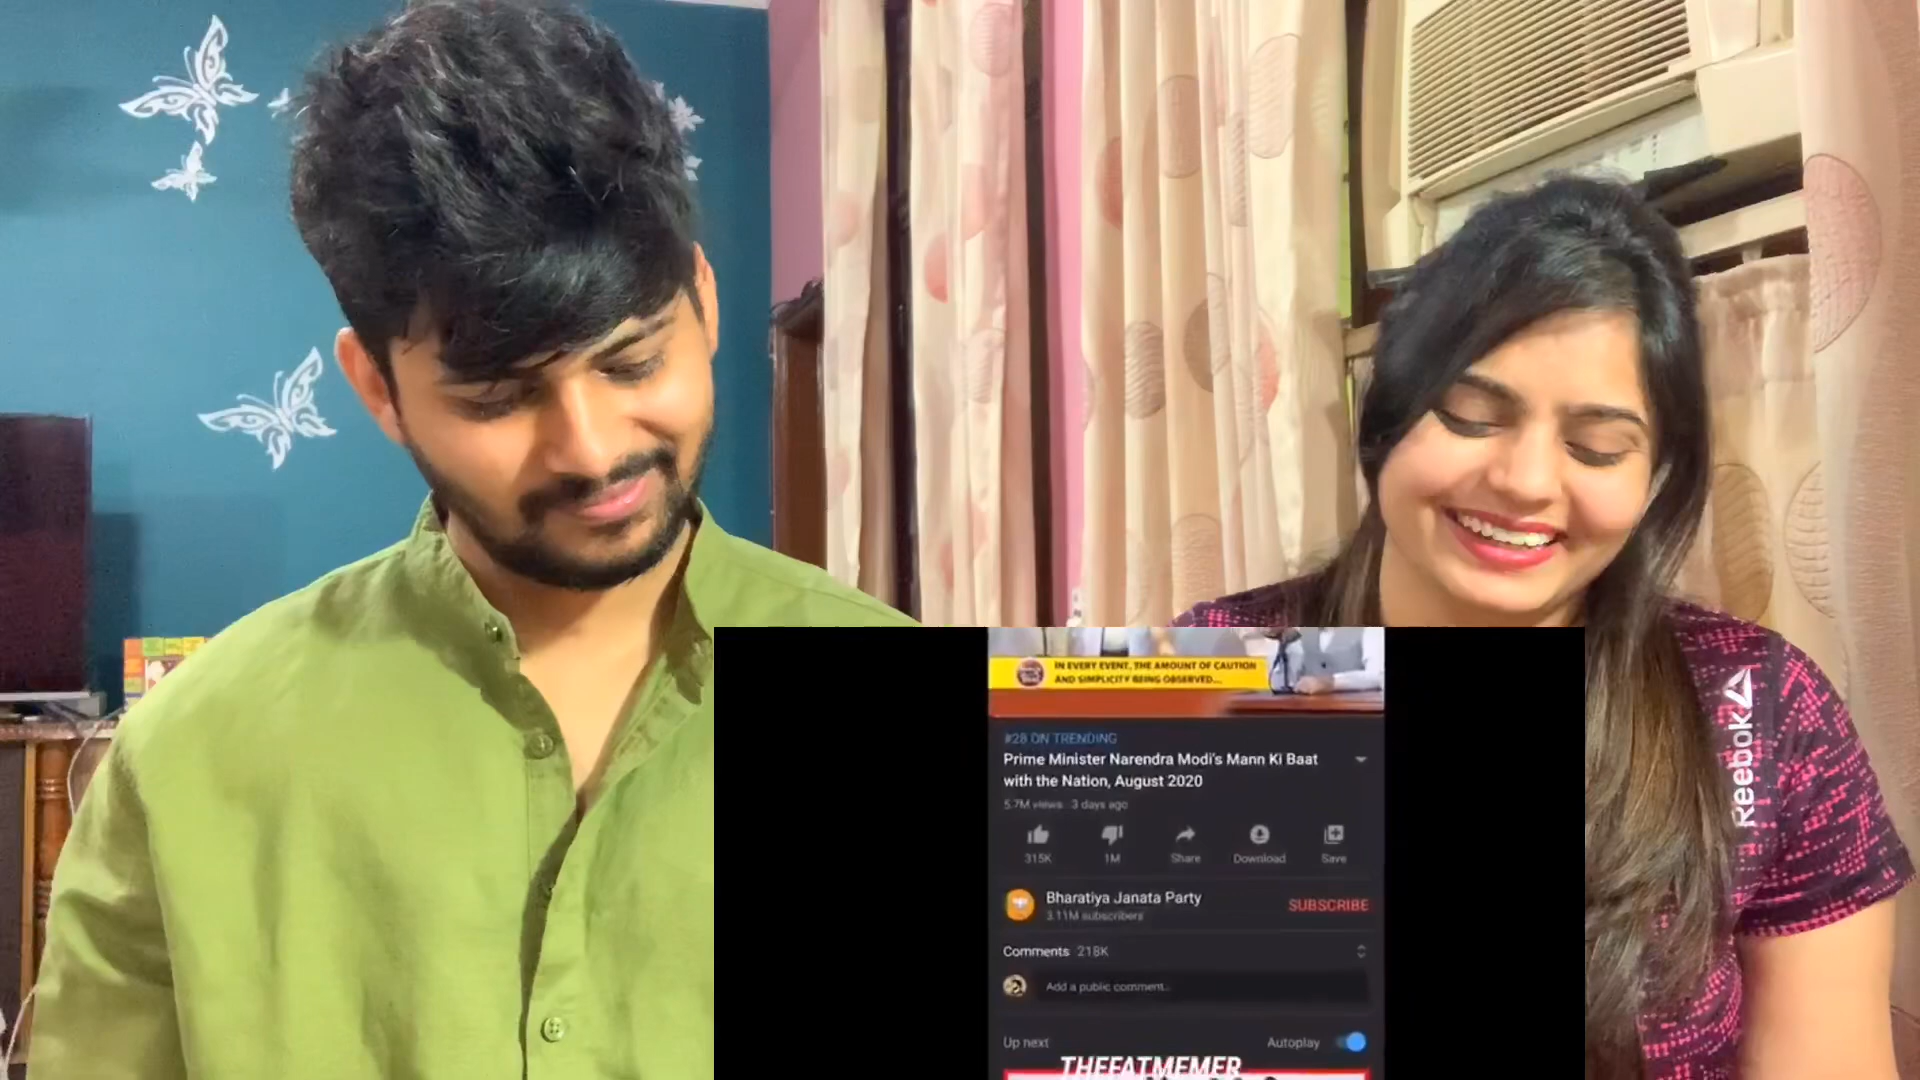 IN EVERY EVENT, THE AMOUNT OF CAUTION
AND SIMPLICITY BEING OBSERVED...
#28 ON TRENDING
Prime Minister Narendra Modi's Mann Ki Baat
with the Nation, August 2020
5.7M views 3 days ago
315K 1M Share Download Save
Bharatiya Janata Party
3.11M subscribers
SUBSCRIBE
Comments 218K
Add a public comment...
Up next Autoplay
THEFATMEMER
Reebok